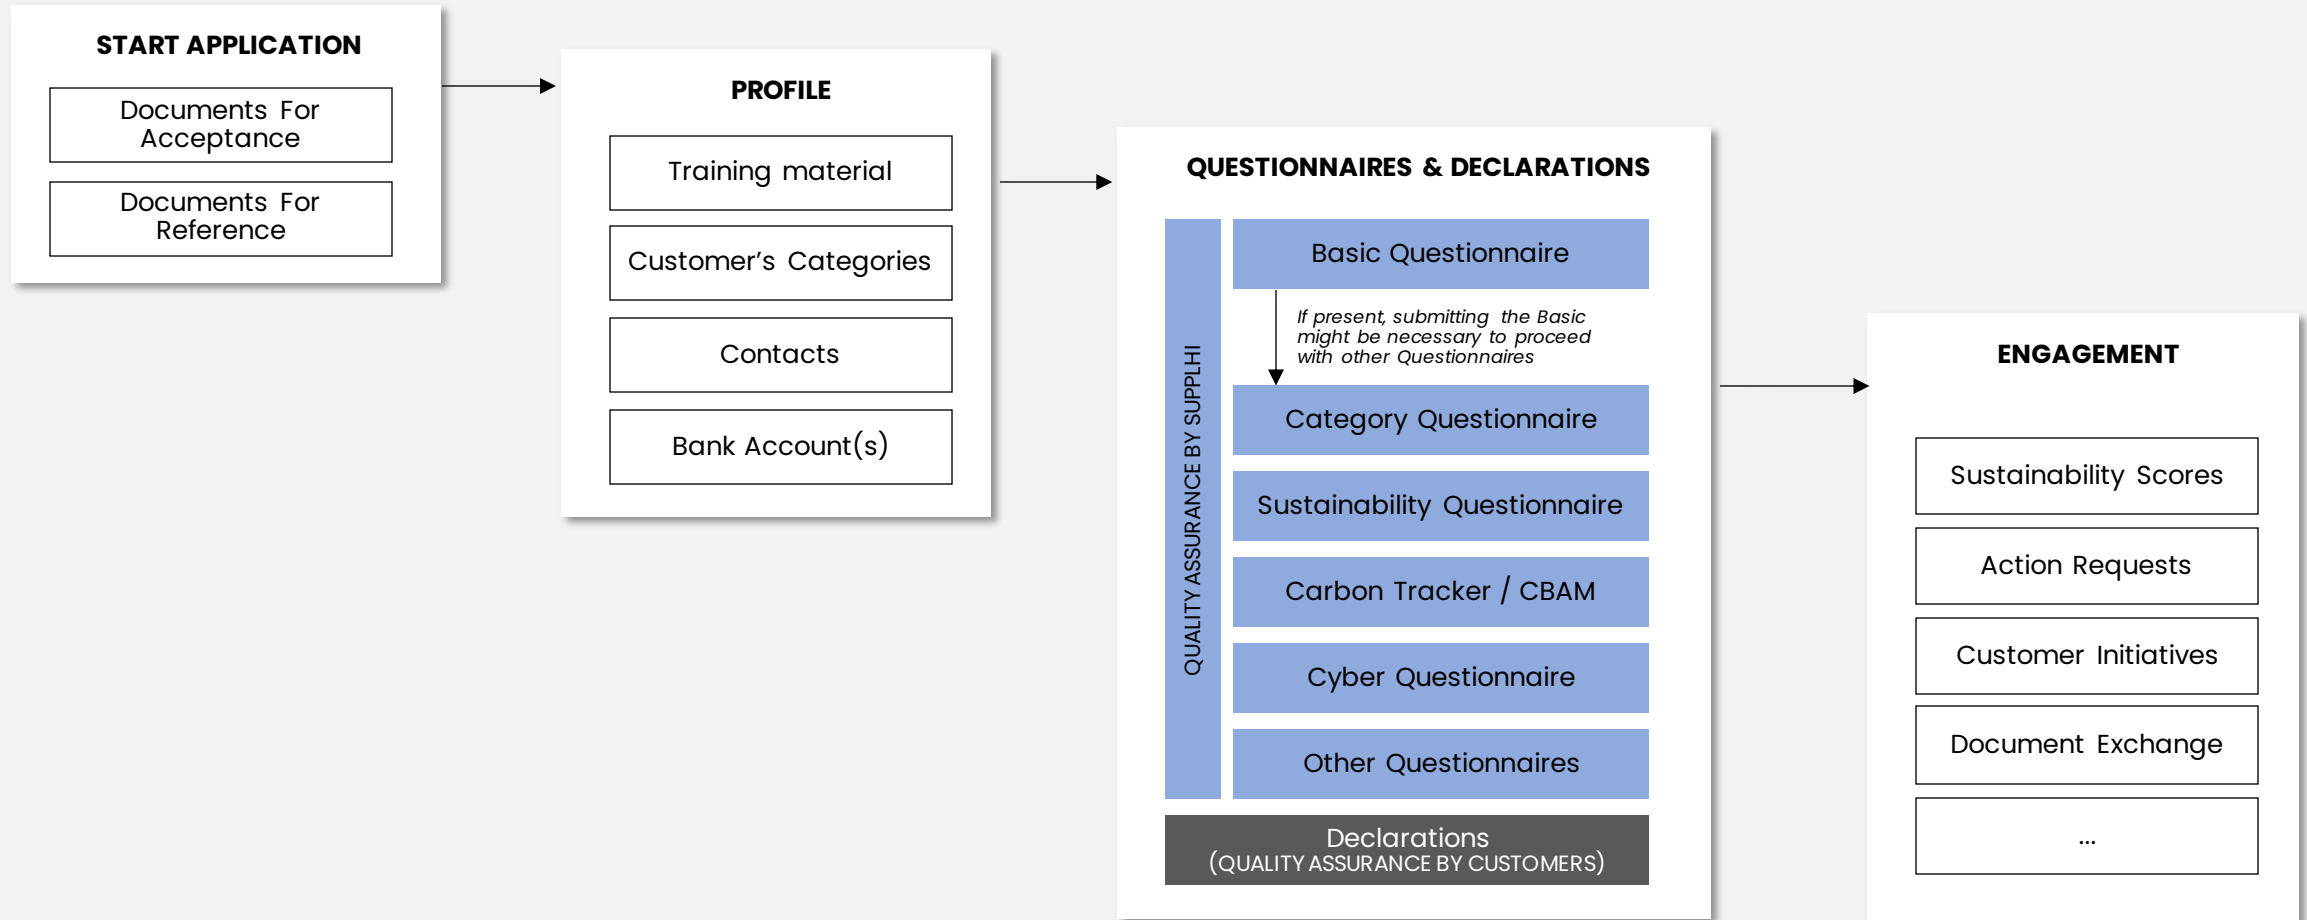 START APPLICATION
Documents For
Acceptance
Documents For
Reference
PROFILE
Training material
Customer’s Categories
Contacts
Bank Account(s)
QUESTIONNAIRES & DECLARATIONS
QUALITY ASSURANCE BY SUPPLHI
Basic Questionnaire
If present, submitting the Basic
might be necessary to proceed
with other Questionnaires
Category Questionnaire
Sustainability Questionnaire
Carbon Tracker / CBAM
Cyber Questionnaire
Other Questionnaires
Declarations
(QUALITY ASSURANCE BY CUSTOMERS)
ENGAGEMENT
Sustainability Scores
Action Requests
Customer Initiatives
Document Exchange
...